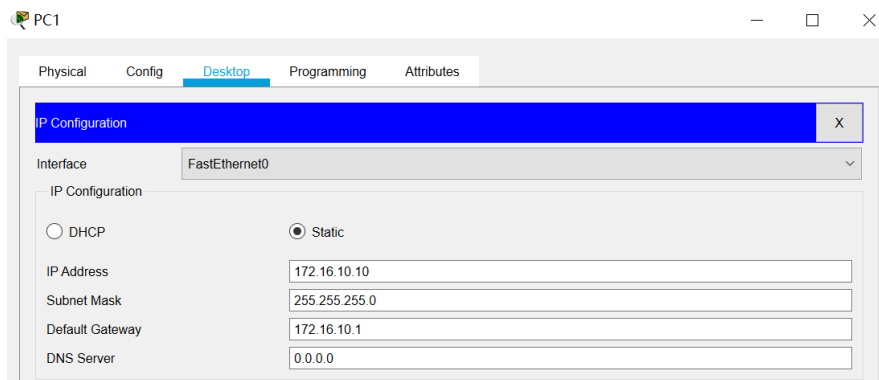 PC1
Physical Config Desktop Programming Attributes
IP Configuration X
Interface FastEthernet0
IP Configuration
DHCP Static
IP Address 172.16.10.10
Subnet Mask 255.255.255.0
Default Gateway 172.16.10.1
DNS Server 0.0.0.0